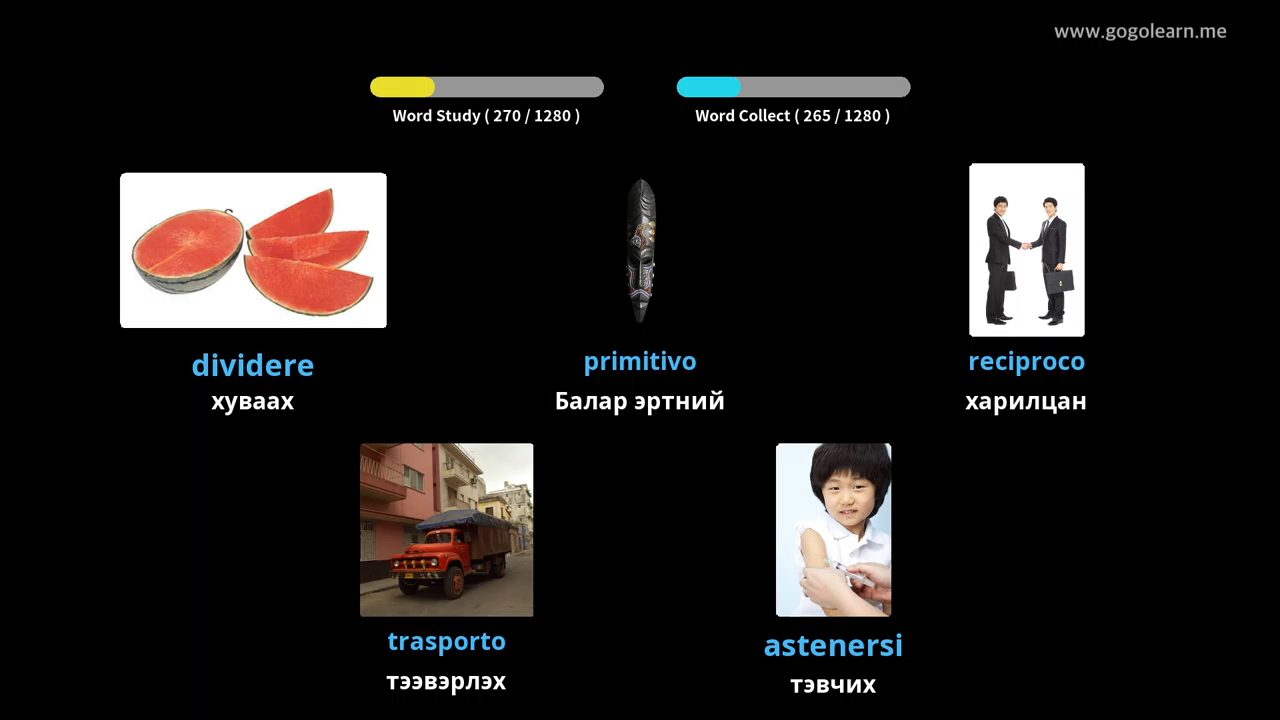 www.gogolearn.me
Word Study ( 270 / 1280 )
Word Collect ( 265 / 1280 )
dividere
хуваах
primitivo
Балар эртний
reciproco
харилцан
trasporto
тээвэрлэх
astenersi
тэвчих